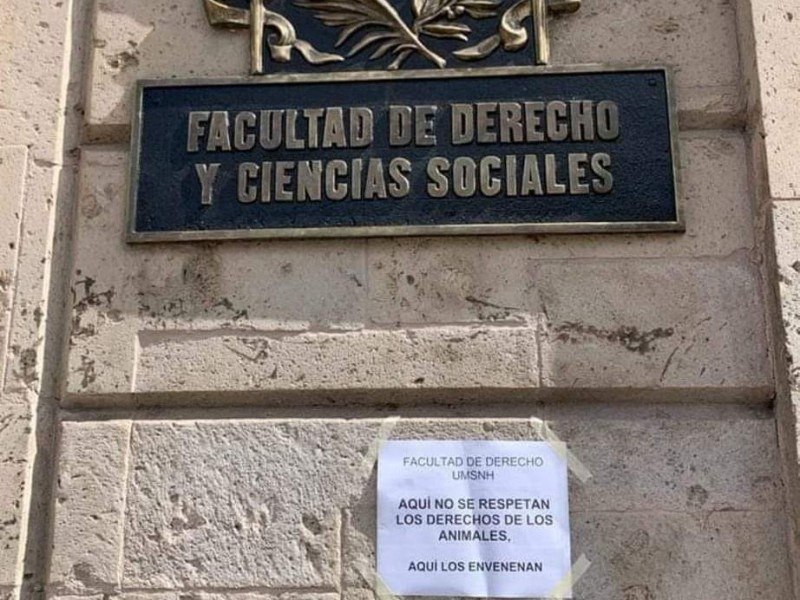 FACULTAD DE DERECHO
Y CIENCIAS SOCIALES
FACULTAD DE DERECHO
UMSNH
AQUÍ NO SE RESPETAN
LOS DERECHOS DE LOS
ANIMALES,
AQUÍ LOS ENVENENAN